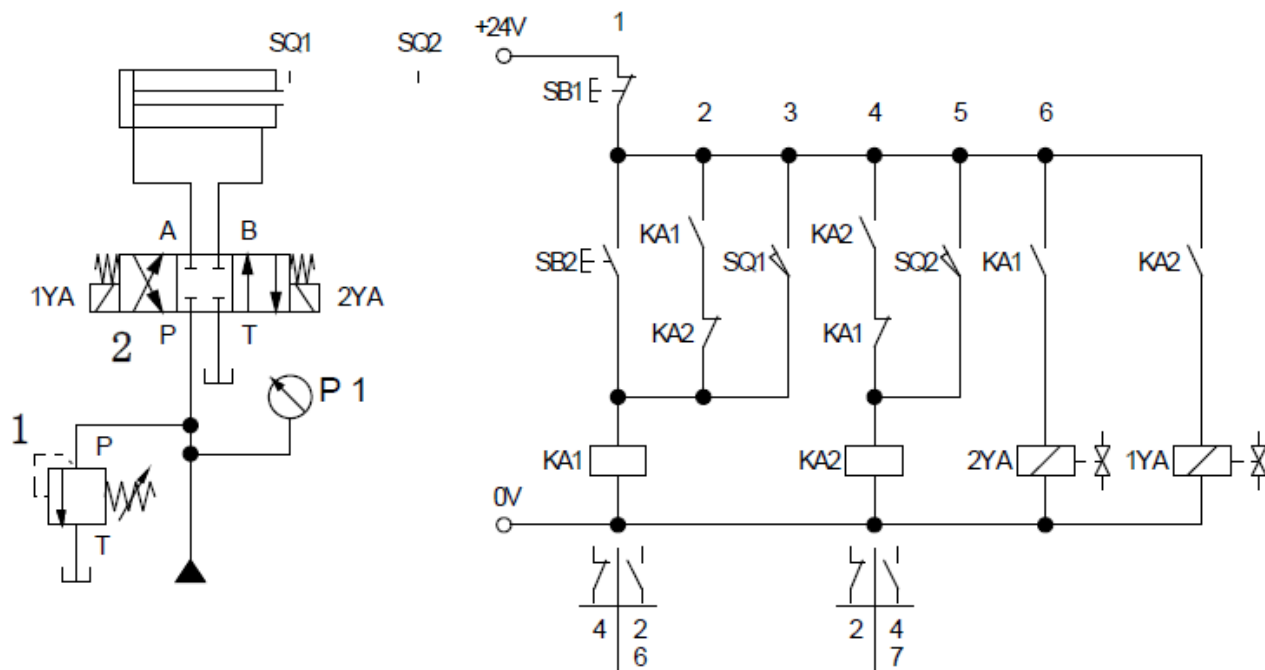 SQ1 SQ2 +24V 1
SB1
2 3 4 5 6
A B
KA1 KA2
SB2 SQ1 SQ2 KA1 KA2
1YA 2YA
P T
2 KA2 KA1
P 1
1 P
KA1 KA2 2YA 1YA
0V
T
4 2 2 4
6 7